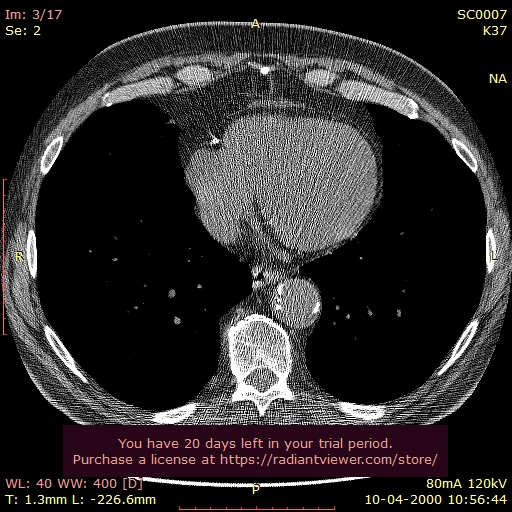 Im: 3/17
Se: 2
A
SC0007
K37
NA
R
L
You have 20 days left in your trial period.
Purchase a license at https://radiantviewer.com/store/
WL: 40 WW: 400 [D]
T: 1.3mm L: -226.6mm
P
80mA 120kV
10-04-2000 10:56:44